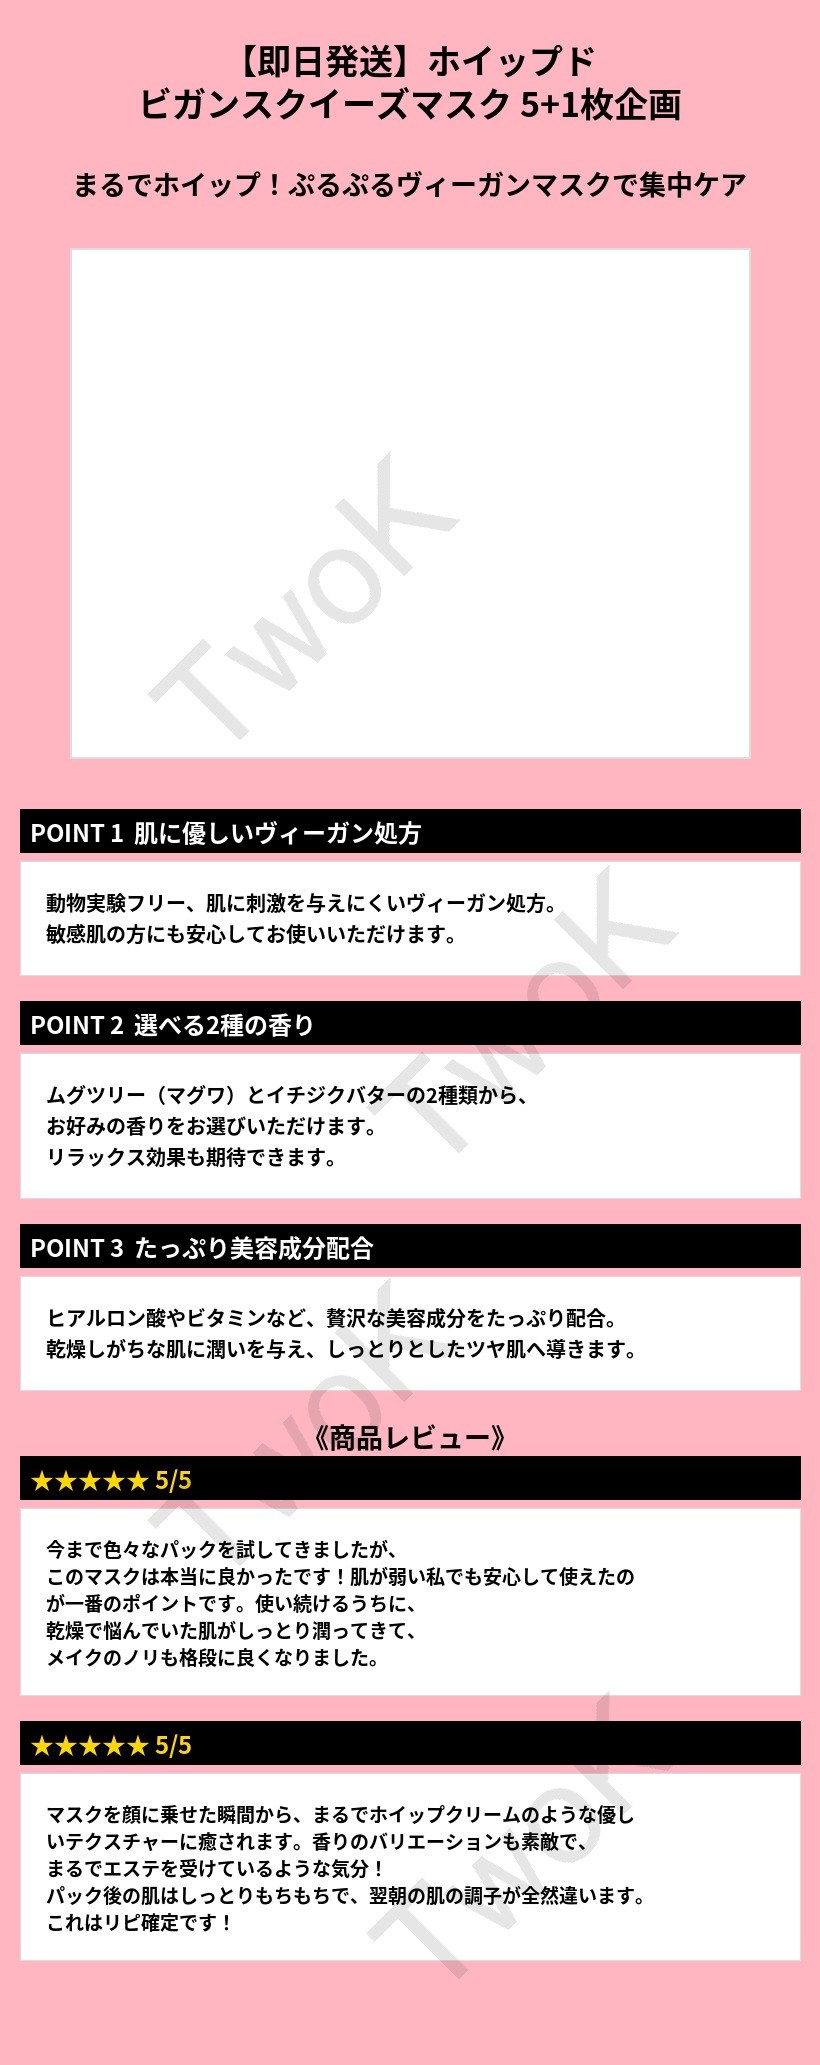 【即日発送】ホイップド
ビガンスクイーズマスク 5+1枚企画
まるでホイップ！ぷるぷるヴィーガンマスクで集中ケア
TwoK
POINT 1 肌に優しいヴィーガン処方
動物実験フリー、肌に刺激を与えにくいヴィーガン処方。
敏感肌の方にも安心してお使いいただけます。
TwoK
POINT 2 選べる2種の香り
ムグツリー（マグワ）とイチジクバターの2種類から、
お好みの香りをお選びいただけます。
リラックス効果も期待できます。
POINT 3 たっぷり美容成分配合
ヒアルロン酸やビタミンなど、贅沢な美容成分をたっぷり配合。
乾燥しがちな肌に潤いを与え、しっとりとしたツヤ肌へ導きます。
TwoK
《商品レビュー》
★★★★★ 5/5
今まで色々なパックを試してきましたが、
このマスクは本当に良かったです！肌が弱い私でも安心して使えたの
が一番のポイントです。使い続けるうちに、
乾燥で悩んでいた肌がしっとり潤ってきて、
メイクのノリも格段に良くなりました。
★★★★★ 5/5
マスクを顔に乗せた瞬間から、まるでホイップクリームのような優し
いテクスチャーに癒されます。香りのバリエーションも素敵で、
まるでエステを受けているような気分！
パック後の肌はしっとりもちもちで、翌朝の肌の調子が全然違います。
これはリピ確定です！
TwoK